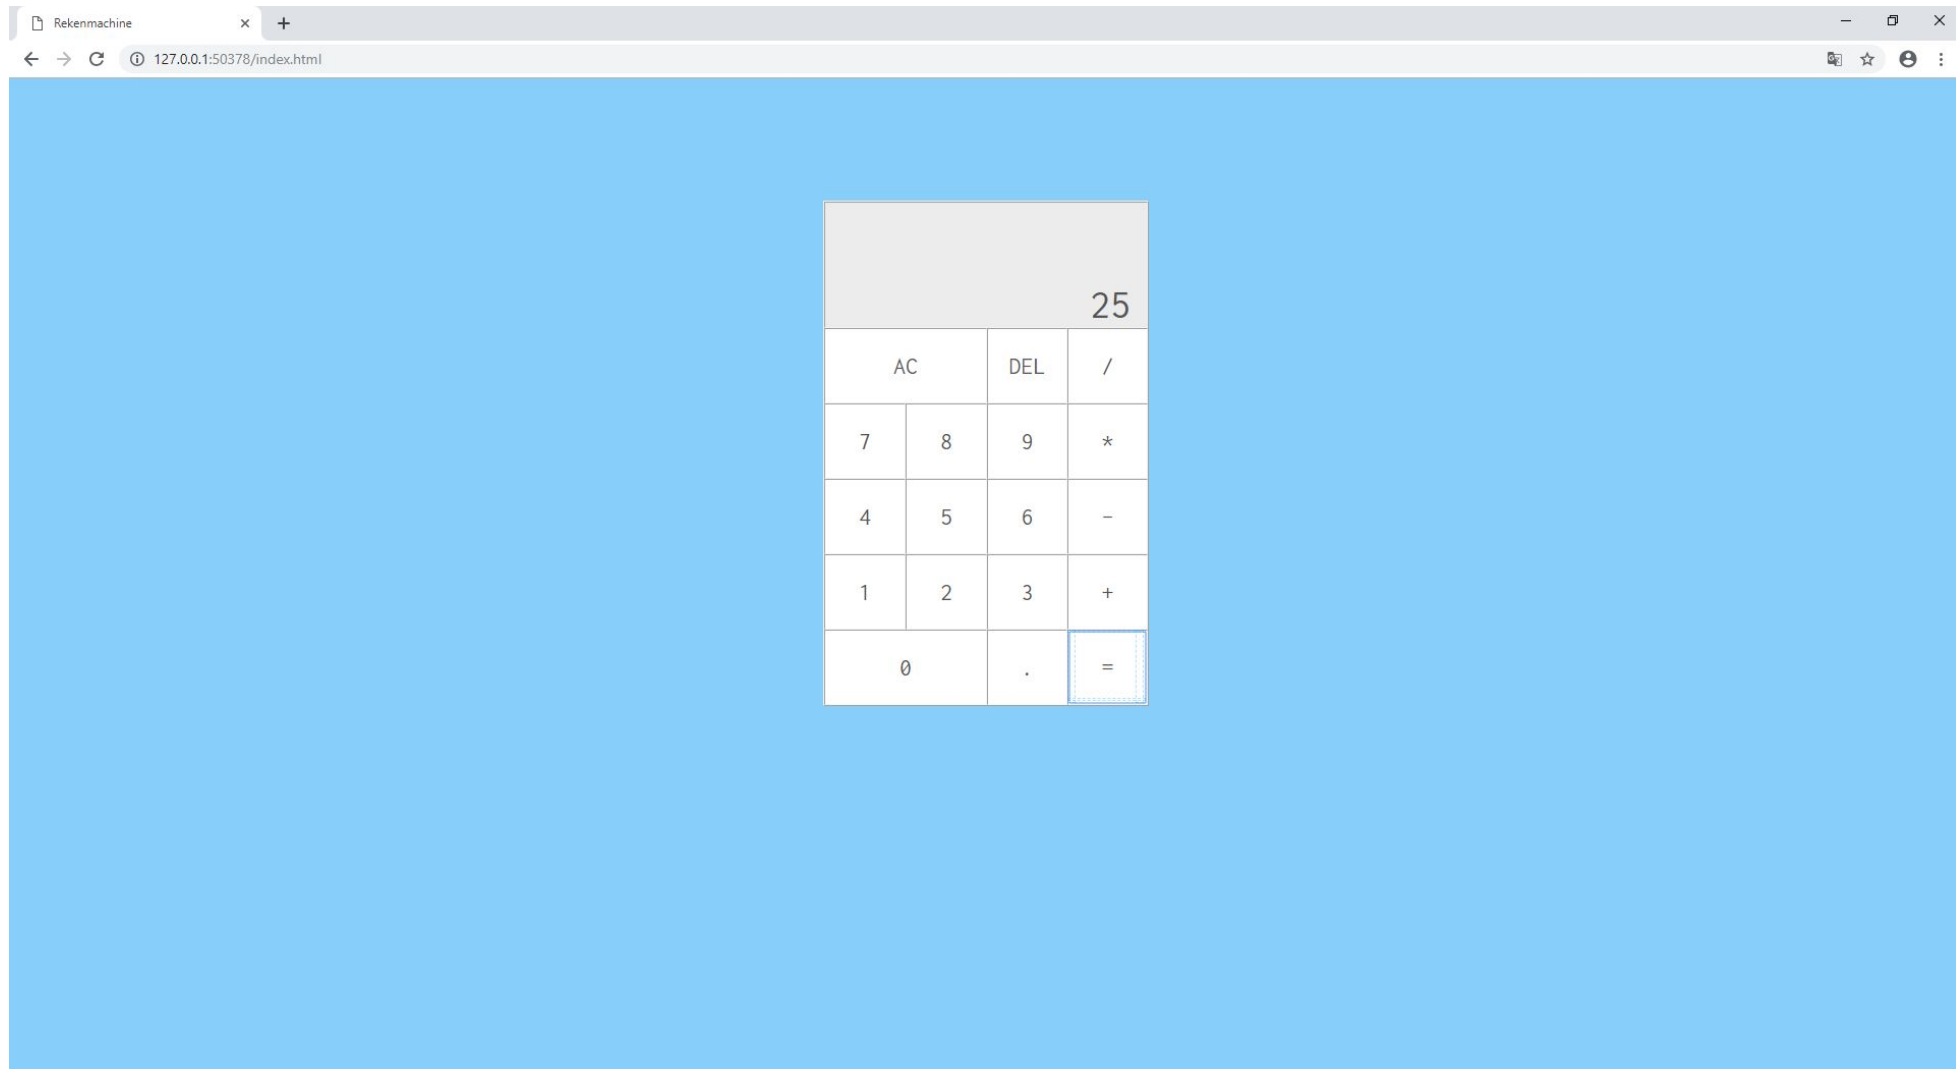 Rekenmachine
127.0.0.1:50378/index.html
25
AC DEL /
7 8 9 *
4 5 6 -
1 2 3 +
0 . =